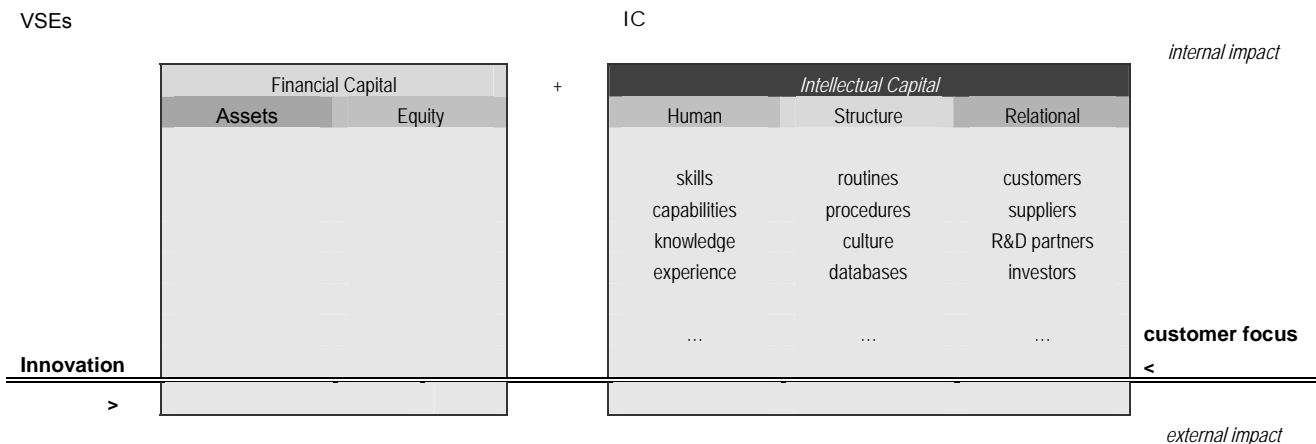 VSEs IC
internal impact
Financial Capital + Intellectual Capital
Assets Equity Human Structure Relational
skills routines customers
capabilities procedures suppliers
knowledge culture R&D partners
experience databases investors
… … … customer focus
Innovation <
>
external impact